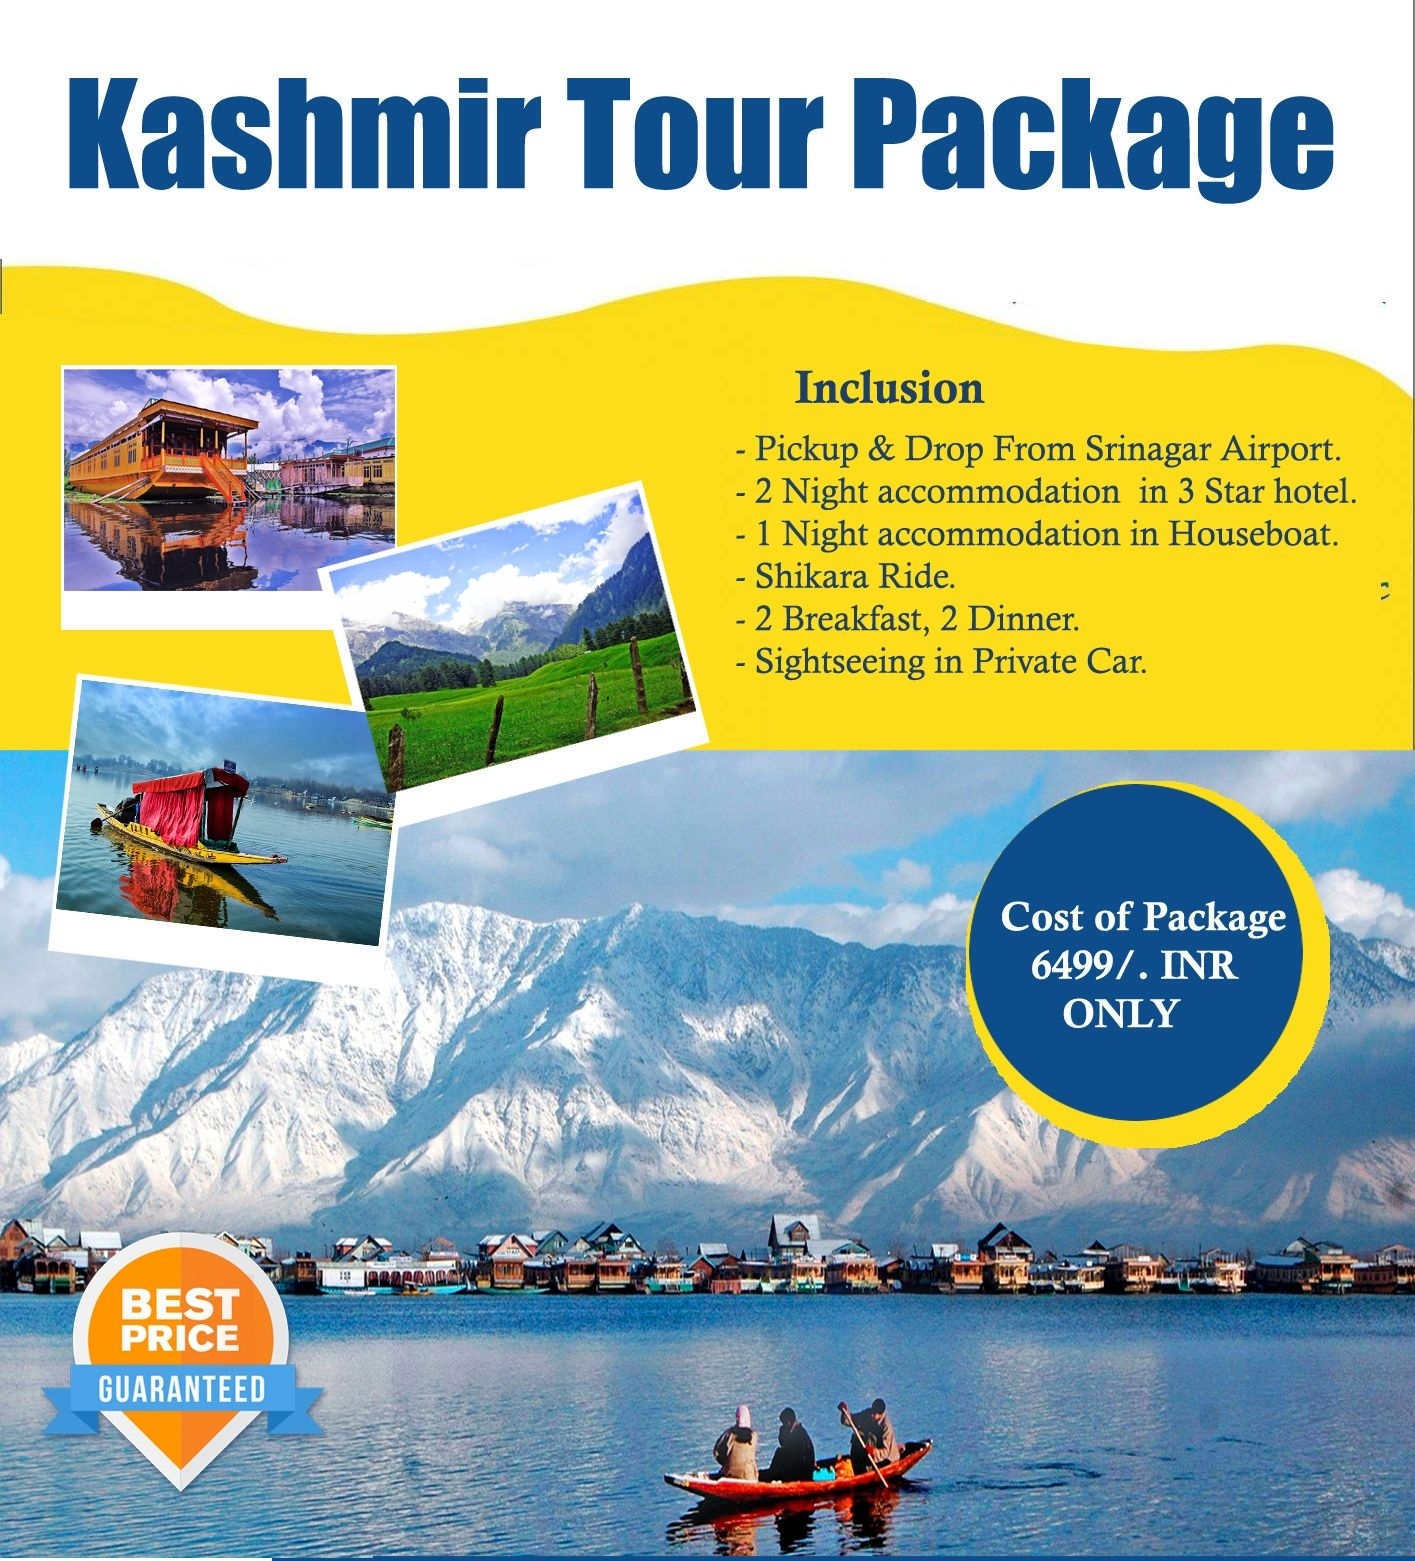 Kashmir Tour Package
Inclusion
- Pickup & Drop From Srinagar Airport.
- 2 Night accommodation  in 3 Star hotel.
- 1 Night accommodation in Houseboat.
- Shikara Ride.
- 2 Breakfast, 2 Dinner.
- Sightseeing in Private Car.
Cost of Package
6499/. INR
ONLY
BEST
PRICE
GUARANTEED